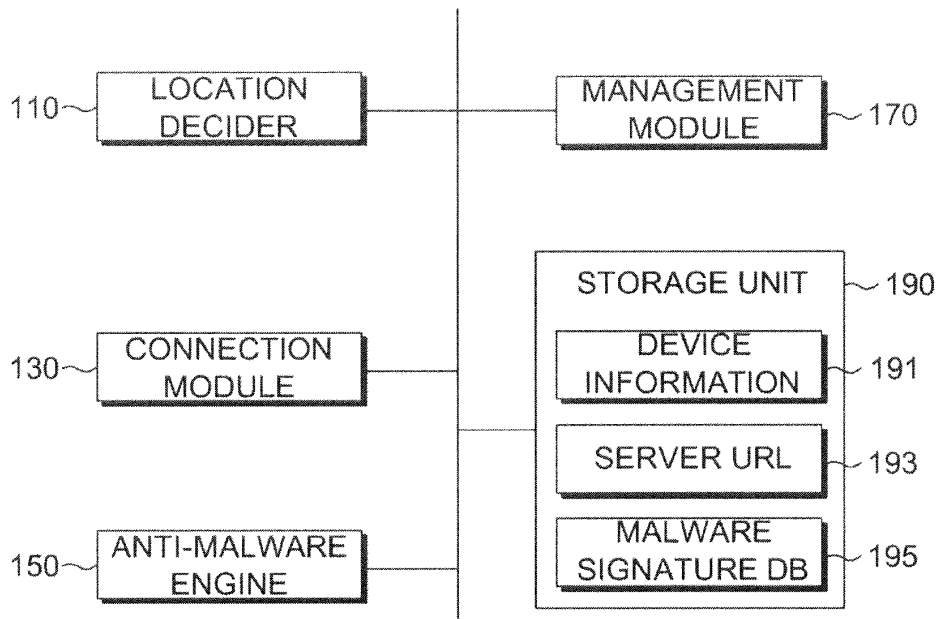 110
LOCATION
DECIDER
MANAGEMENT
MODULE
170
STORAGE UNIT
190
130
CONNECTION
MODULE
DEVICE
INFORMATION
191
SERVER URL
193
150
ANTI-MALWARE
ENGINE
MALWARE
SIGNATURE DB
195